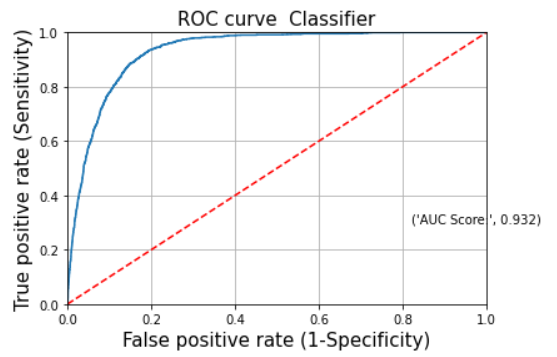 ROC curve  Classifier
True positive rate (Sensitivity)
1.0
0.8
0.6
0.4
0.2
0.0
('AUC Score:', 0.932)
0.0 0.2 0.4 0.6 0.8 1.0
False positive rate (1-Specificity)